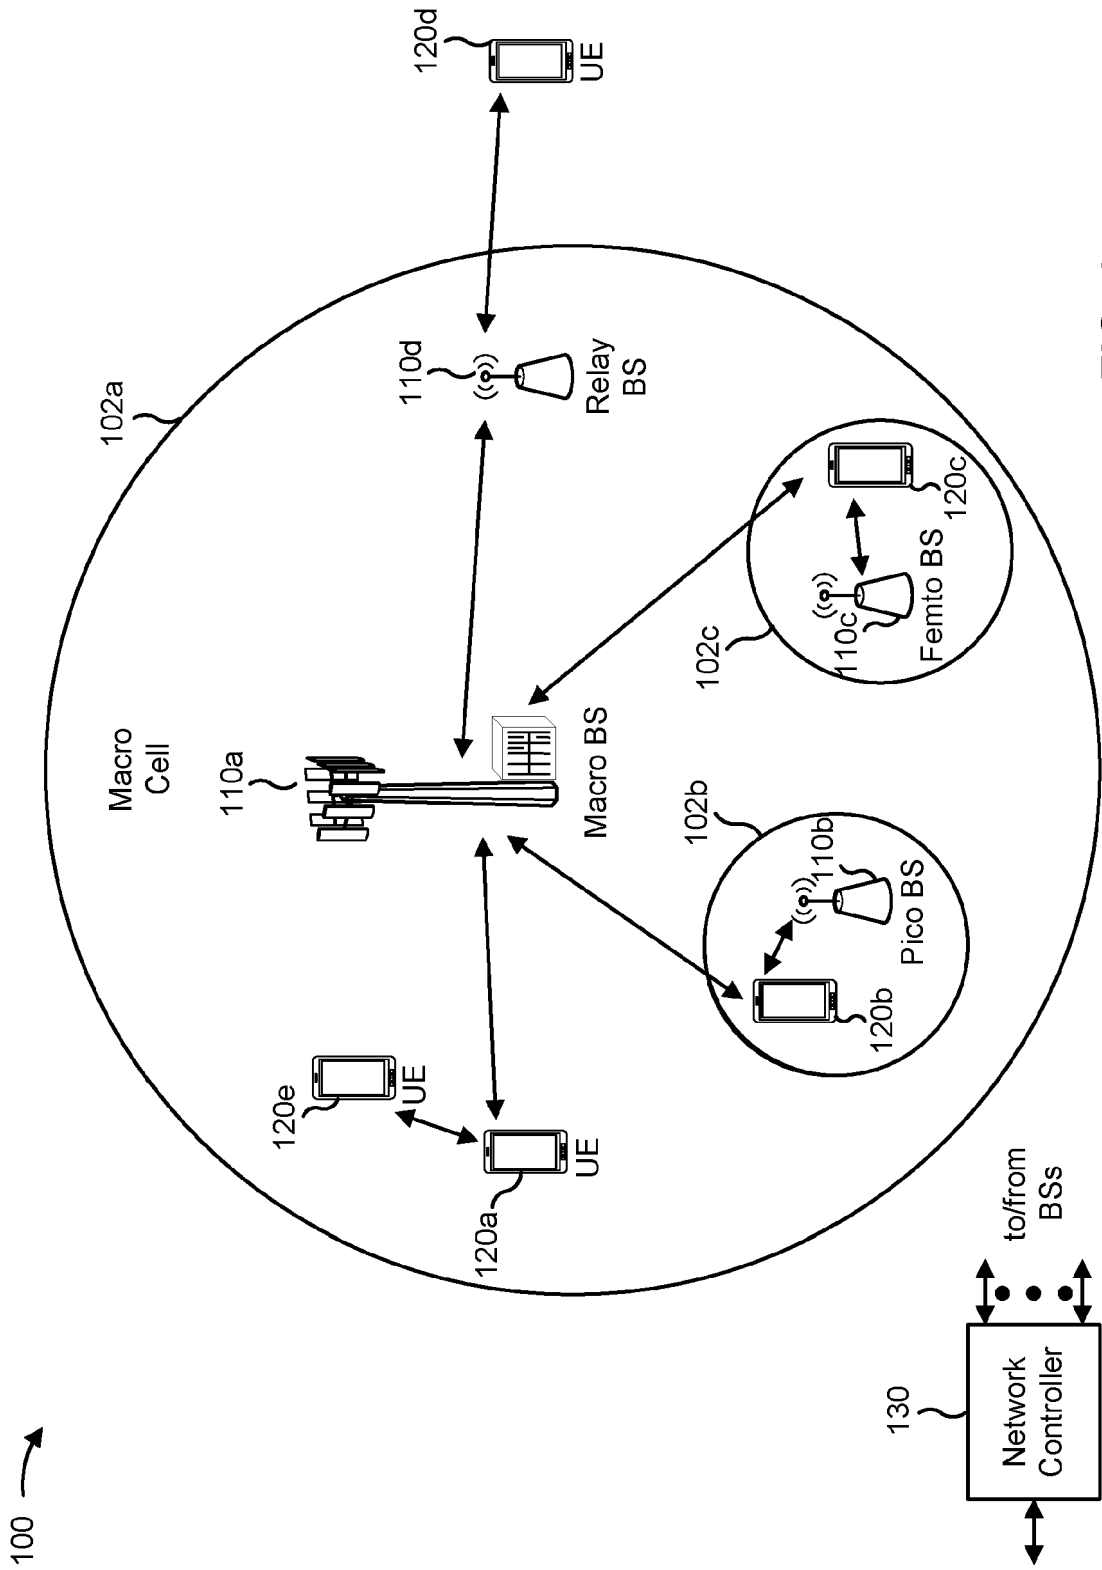 100
102a
Macro
Cell
110a
120d
UE
110d
Relay
BS
120e
UE
120a
UE
Macro BS
102c
110c
Femto BS
120c
102b
110b
Pico BS
120b
130
Network
Controller
to/from
BSs